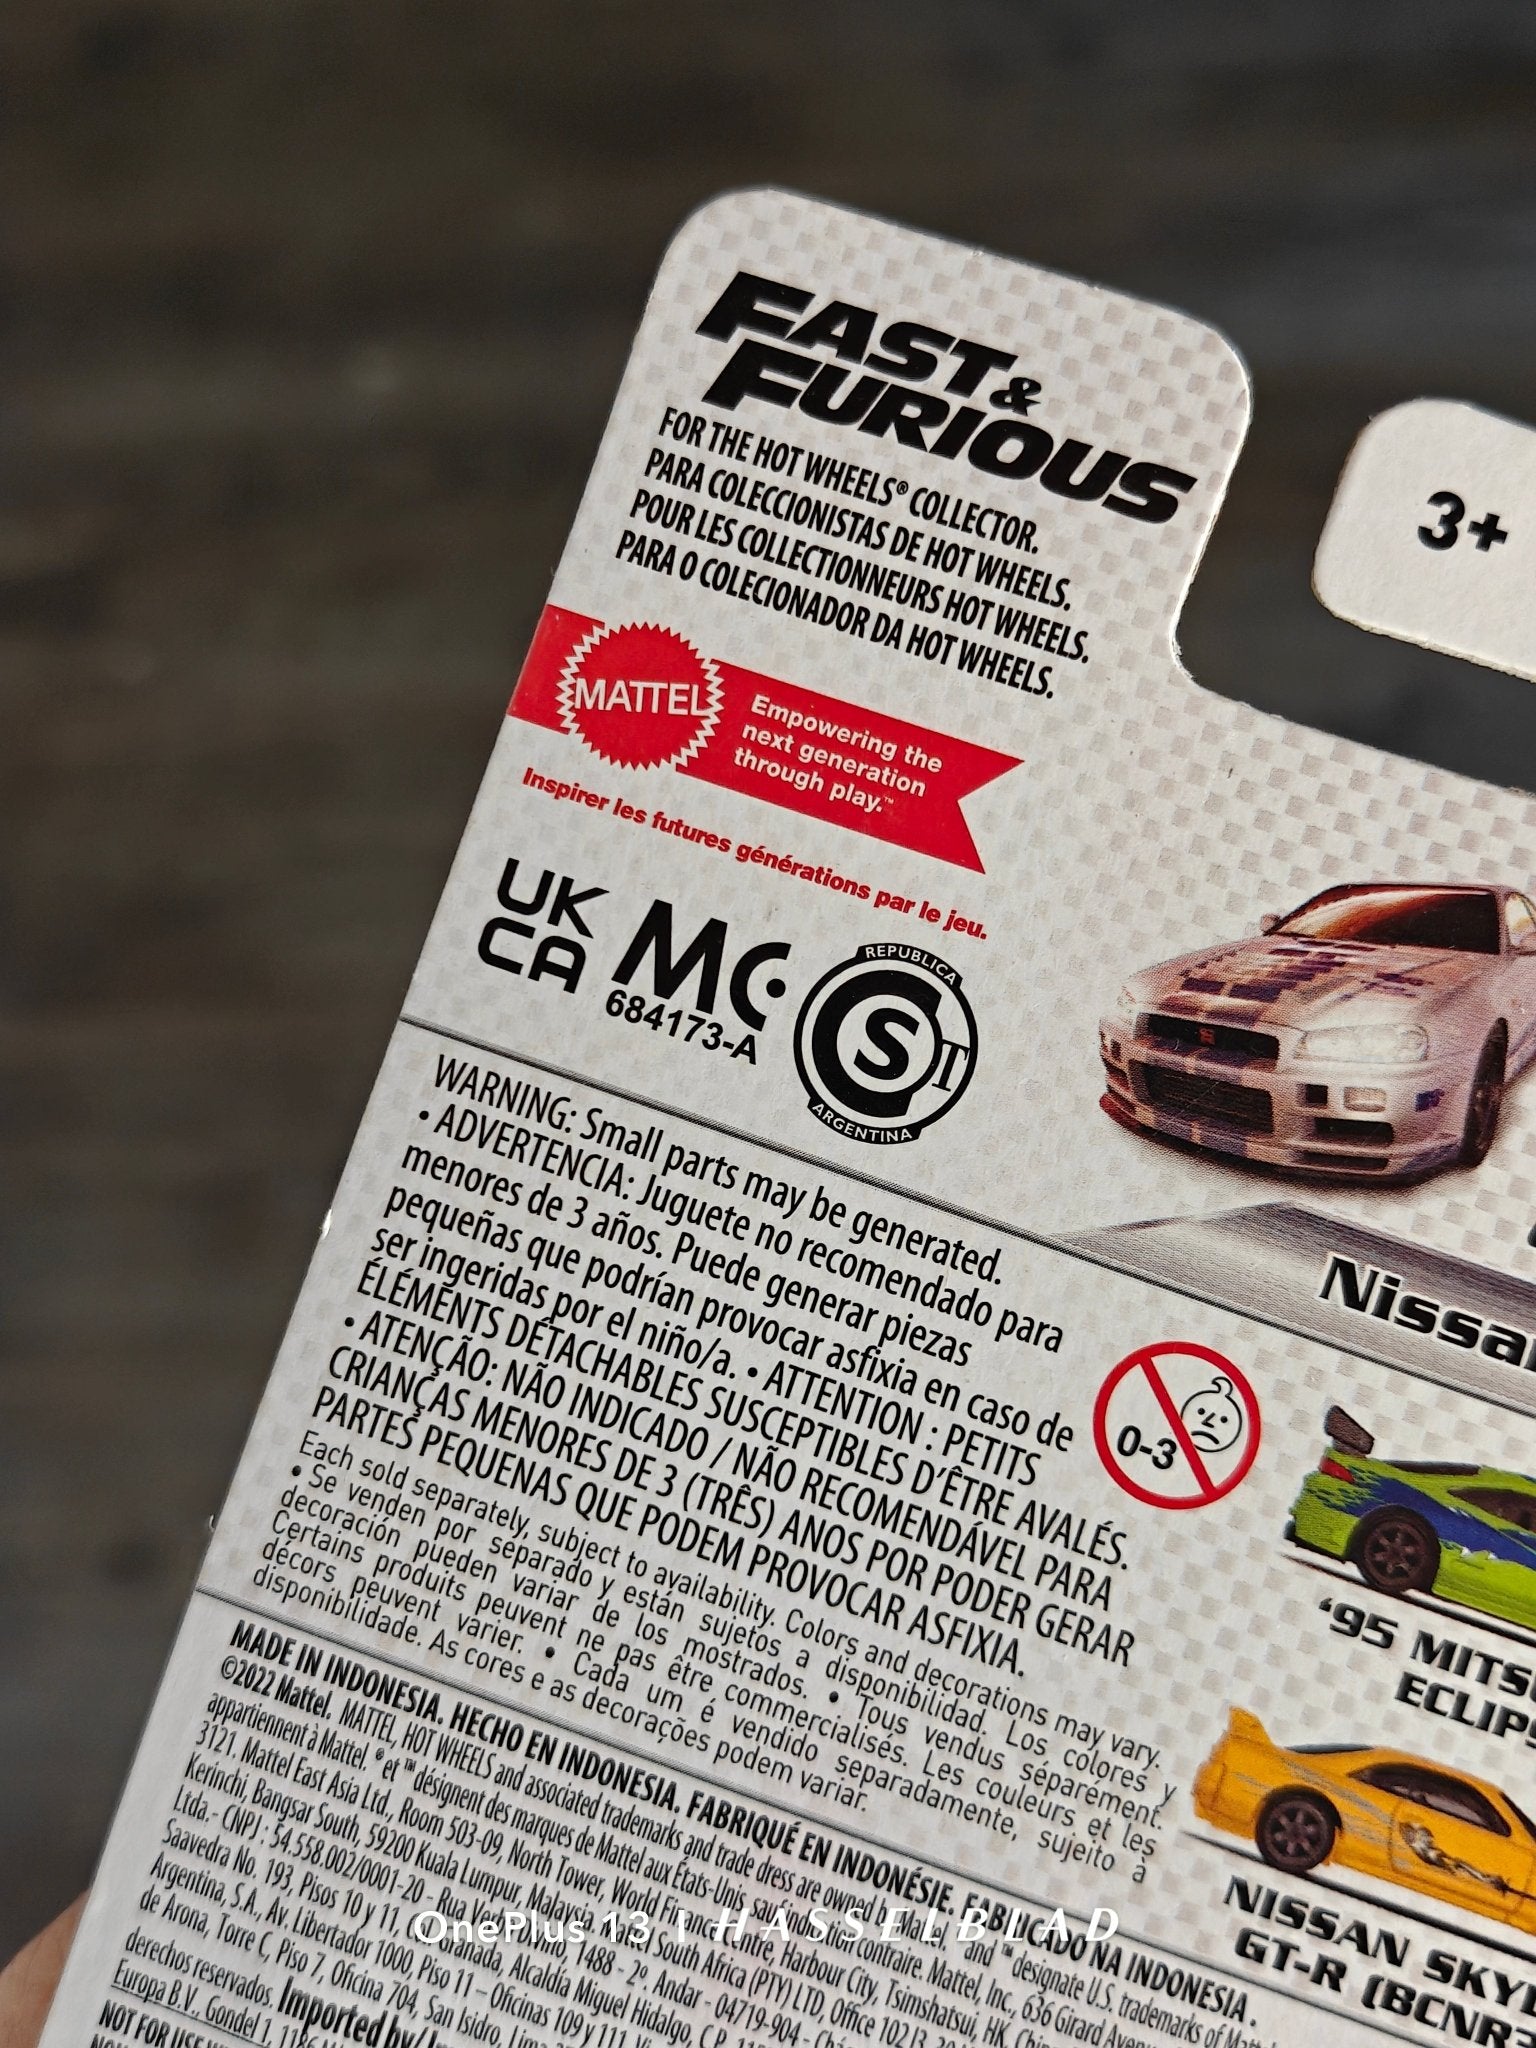 FAST &
FURIOUS
FOR THE HOT WHEELS® COLLECTOR.
PARA COLECCIONISTAS DE HOT WHEELS.
POUR LES COLLECTIONNEURS HOT WHEELS.
PARA O COLECIONADOR DA HOT WHEELS.
3+
MATTEL
Empowering the
next generation
through play.™
Inspirer les futures générations par le jeu.
UK
CA
MC
684173-A
REPUBLICA
CST
ARGENTINA
WARNING: Small parts may be generated.
• ADVERTENCIA: Juguete no recomendado para
menores de 3 años. Puede generar piezas
pequeñas que podrían provocar asfixia en caso de
ser ingeridas por el niño/a. • ATTENTION : PETITS
ÉLÉMENTS DÉTACHABLES SUSCEPTIBLES D'ÊTRE AVALÉS.
• ATENÇÃO: NÃO INDICADO / NÃO RECOMENDÁVEL PARA
CRIANÇAS MENORES DE 3 (TRÊS) ANOS POR PODER GERAR
PARTES PEQUENAS QUE PODEM PROVOCAR ASFIXIA.
0-3
Each sold separately, subject to availability. Colors and decorations may vary.
• Se venden por separado y están sujetos a disponibilidad. Los colores y
decoración pueden variar de los mostrados. • Tous vendus séparément.
Certains produits peuvent ne pas être commercialisés. Les couleurs et les
décors peuvent varier. • Cada um é vendido separadamente, sujeito à
disponibilidade. As cores e as decorações podem variar.
MADE IN INDONESIA. HECHO EN INDONESIA. FABRIQUÉ EN INDONÉSIE. FABRICADO NA INDONESIA.
©2022 Mattel. MATTEL, HOT WHEELS and associated trademarks and trade dress are owned by Mattel. ® and ™ designate U.S. trademarks of
appartiennent à Mattel. ® et ™ désignent des marques de Mattel aux États-Unis, sauf indication contraire. Mattel, Inc., 636 Girard
3121. Mattel East Asia Ltd., Room 503-09, North Tower, World Finance Centre, Harbour City, Tsimshatsui, HK,
Kerinchi, Bangsar South, 59200 Kuala Lumpur, Malaysia. Mattel South Africa (PTY) LTD, Office 102
Ltda.- CNPJ : 54.558.002/0001-20 - Rua Verbo Divino, 1488 - 2º. Andar - 04719-904 -
Saavedra No. 193, Pisos 10 y 11, Granada, Alcaldía Miguel Hidalgo, C.P.
Argentina, S.A., Av. Libertador 1000, Piso 11 – Oficinas 109 y 111,
de Arona, Torre C, Piso 7, Oficina 704, San Isidro,
derechos reservados. Imported by/
Europa B.V., Gondel 1,
NOT FOR USE
Nissan
'95 MITS
ECLIPS
NISSAN SKY
GT-R (BCNR
OnePlus 13 | HASSELBLAD